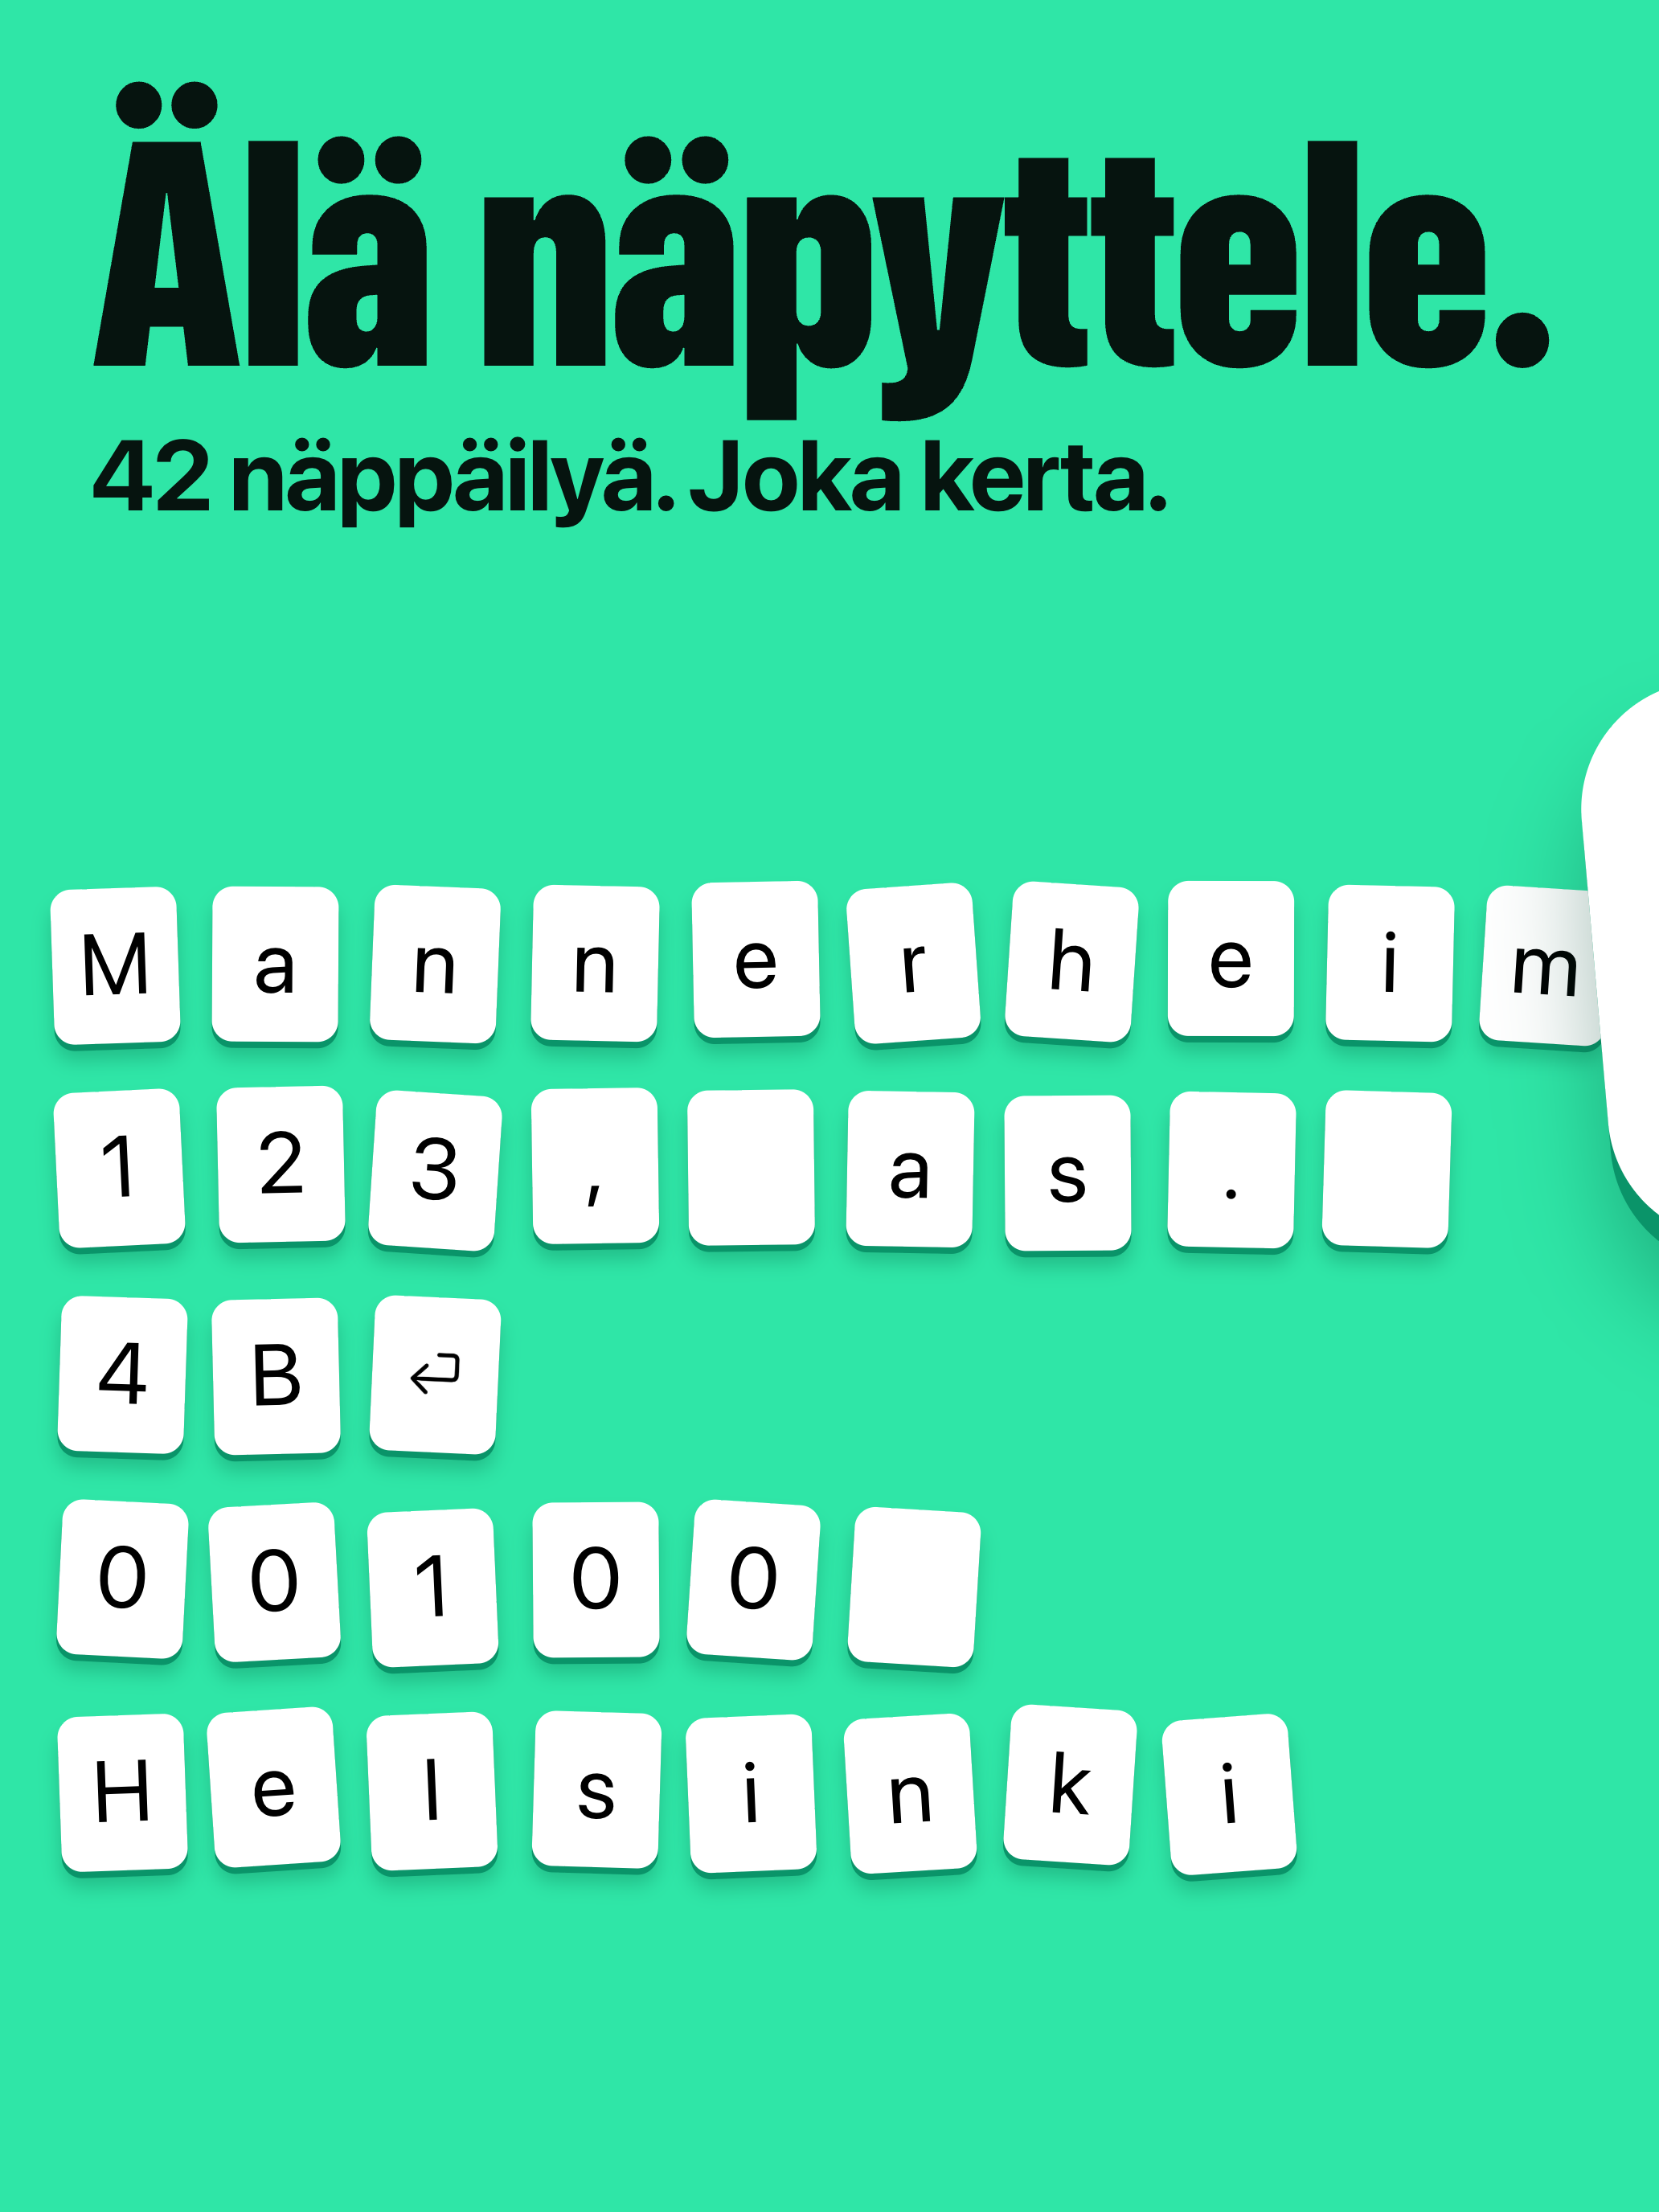 Älä näpyttele.
42 näppäilyä. Joka kerta.
Mannerheim
123, as.
4B
00100
Helsinki